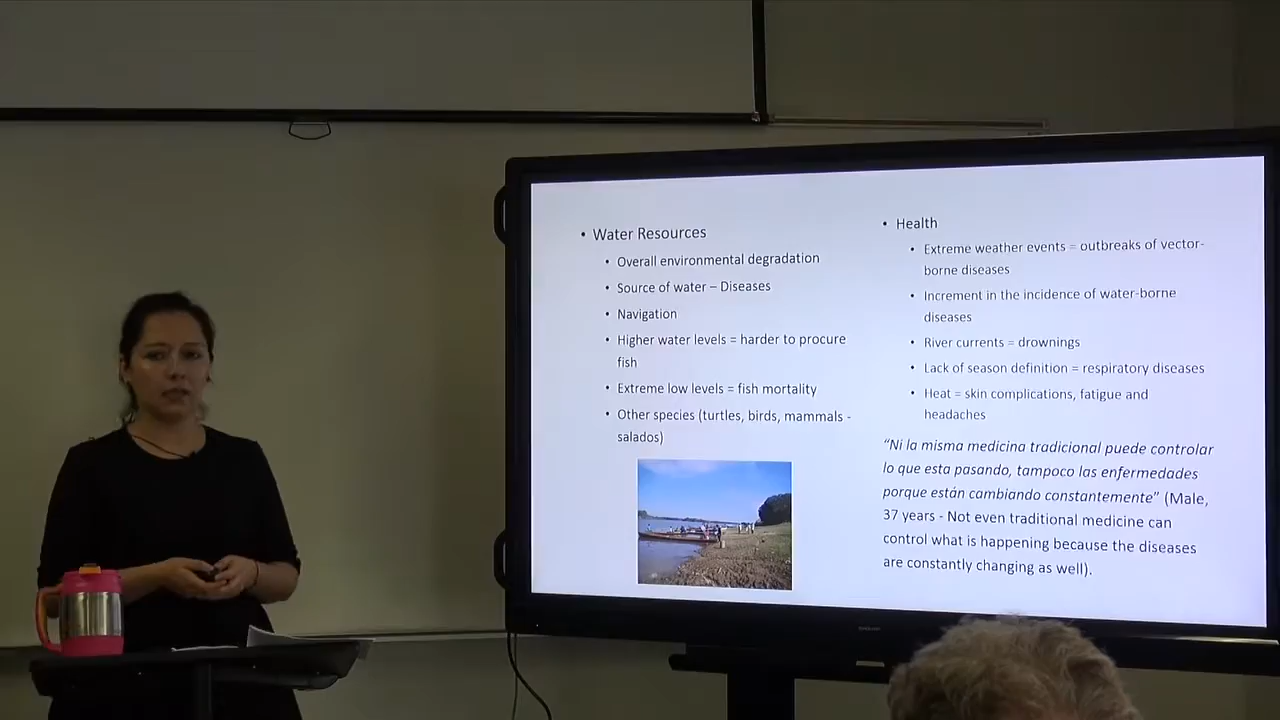 • Water Resources
• Overall environmental degradation
• Source of water – Diseases
• Navigation
• Higher water levels = harder to procure
fish
• Extreme low levels = fish mortality
• Other species (turtles, birds, mammals -
salados)
• Health
• Extreme weather events = outbreaks of vector-
borne diseases
• Increment in the incidence of water-borne
diseases
• River currents = drownings
• Lack of season definition = respiratory diseases
• Heat = skin complications, fatigue and
headaches
“Ni la misma medicina tradicional puede controlar
lo que esta pasando, tampoco las enfermedades
porque están cambiando constantemente” (Male,
37 years - Not even traditional medicine can
control what is happening because the diseases
are constantly changing as well).